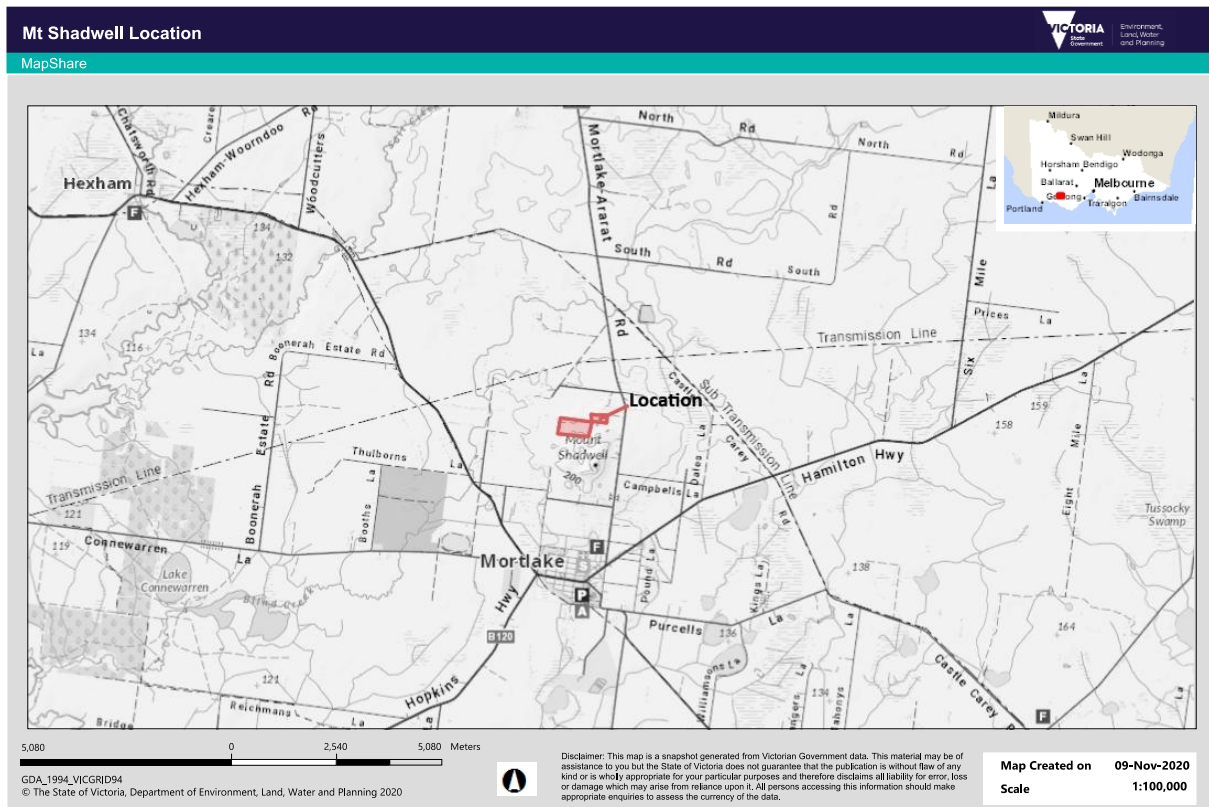 Mt Shadwell Location
VICTORIA
State
Government
Environment,
Land, Water
and Planning
MapShare
North
Rd
North
Rd
Chatsworth Rd
Hexham-Woorndoo
Woodcutters
Mortlake-Ararat
Rd
La
Mildura
Swan Hill
Wodonga
Horsham Bendigo
Ballarat
Melbourne
Portland
Traralgon
Bairnsdale
Hexham
F
134
132
Rd
South
Rd
South
Mile
Six
La
Prices La
Transmission Line
134
116
La
Boonerah Estate Rd
Castle
Carey
Rd
Sub Transmission Line
Location
Mount
Shadwell
200
Dales La
159
158
La
Mile
Eight
Boonerah
Estate
Rd
Thulborns
La
Booths
La
Transmission Line
Hamilton Hwy
Campbells La
121
119
Connewarren
La
Tussocky
Swamp
Mortlake
F
Lake
Connewarren
Blind Creek
P
A
Pound La
Kings La
138
La
Hwy
B120
Purcells
La
136
164
121
Williamsons La
La
134
Castle Carey
Hopkins
Reichmans
La
La
Bridge
F
La
5,080
0
2,540
5,080
Meters
GDA_1994_VICGRID94
© The State of Victoria, Department of Environment, Land, Water and Planning 2020
Disclaimer: This map is a snapshot generated from Victorian Government data. This material may be of
assistance to you but the State of Victoria does not guarantee that the publication is without flaw of any
kind or is wholly appropriate for your particular purposes and therefore disclaims all liability for error, loss
or damage which may arise from reliance upon it. All persons accessing this information should make
appropriate enquiries to assess the currency of the data.
Map Created on 09-Nov-2020
Scale 1:100,000